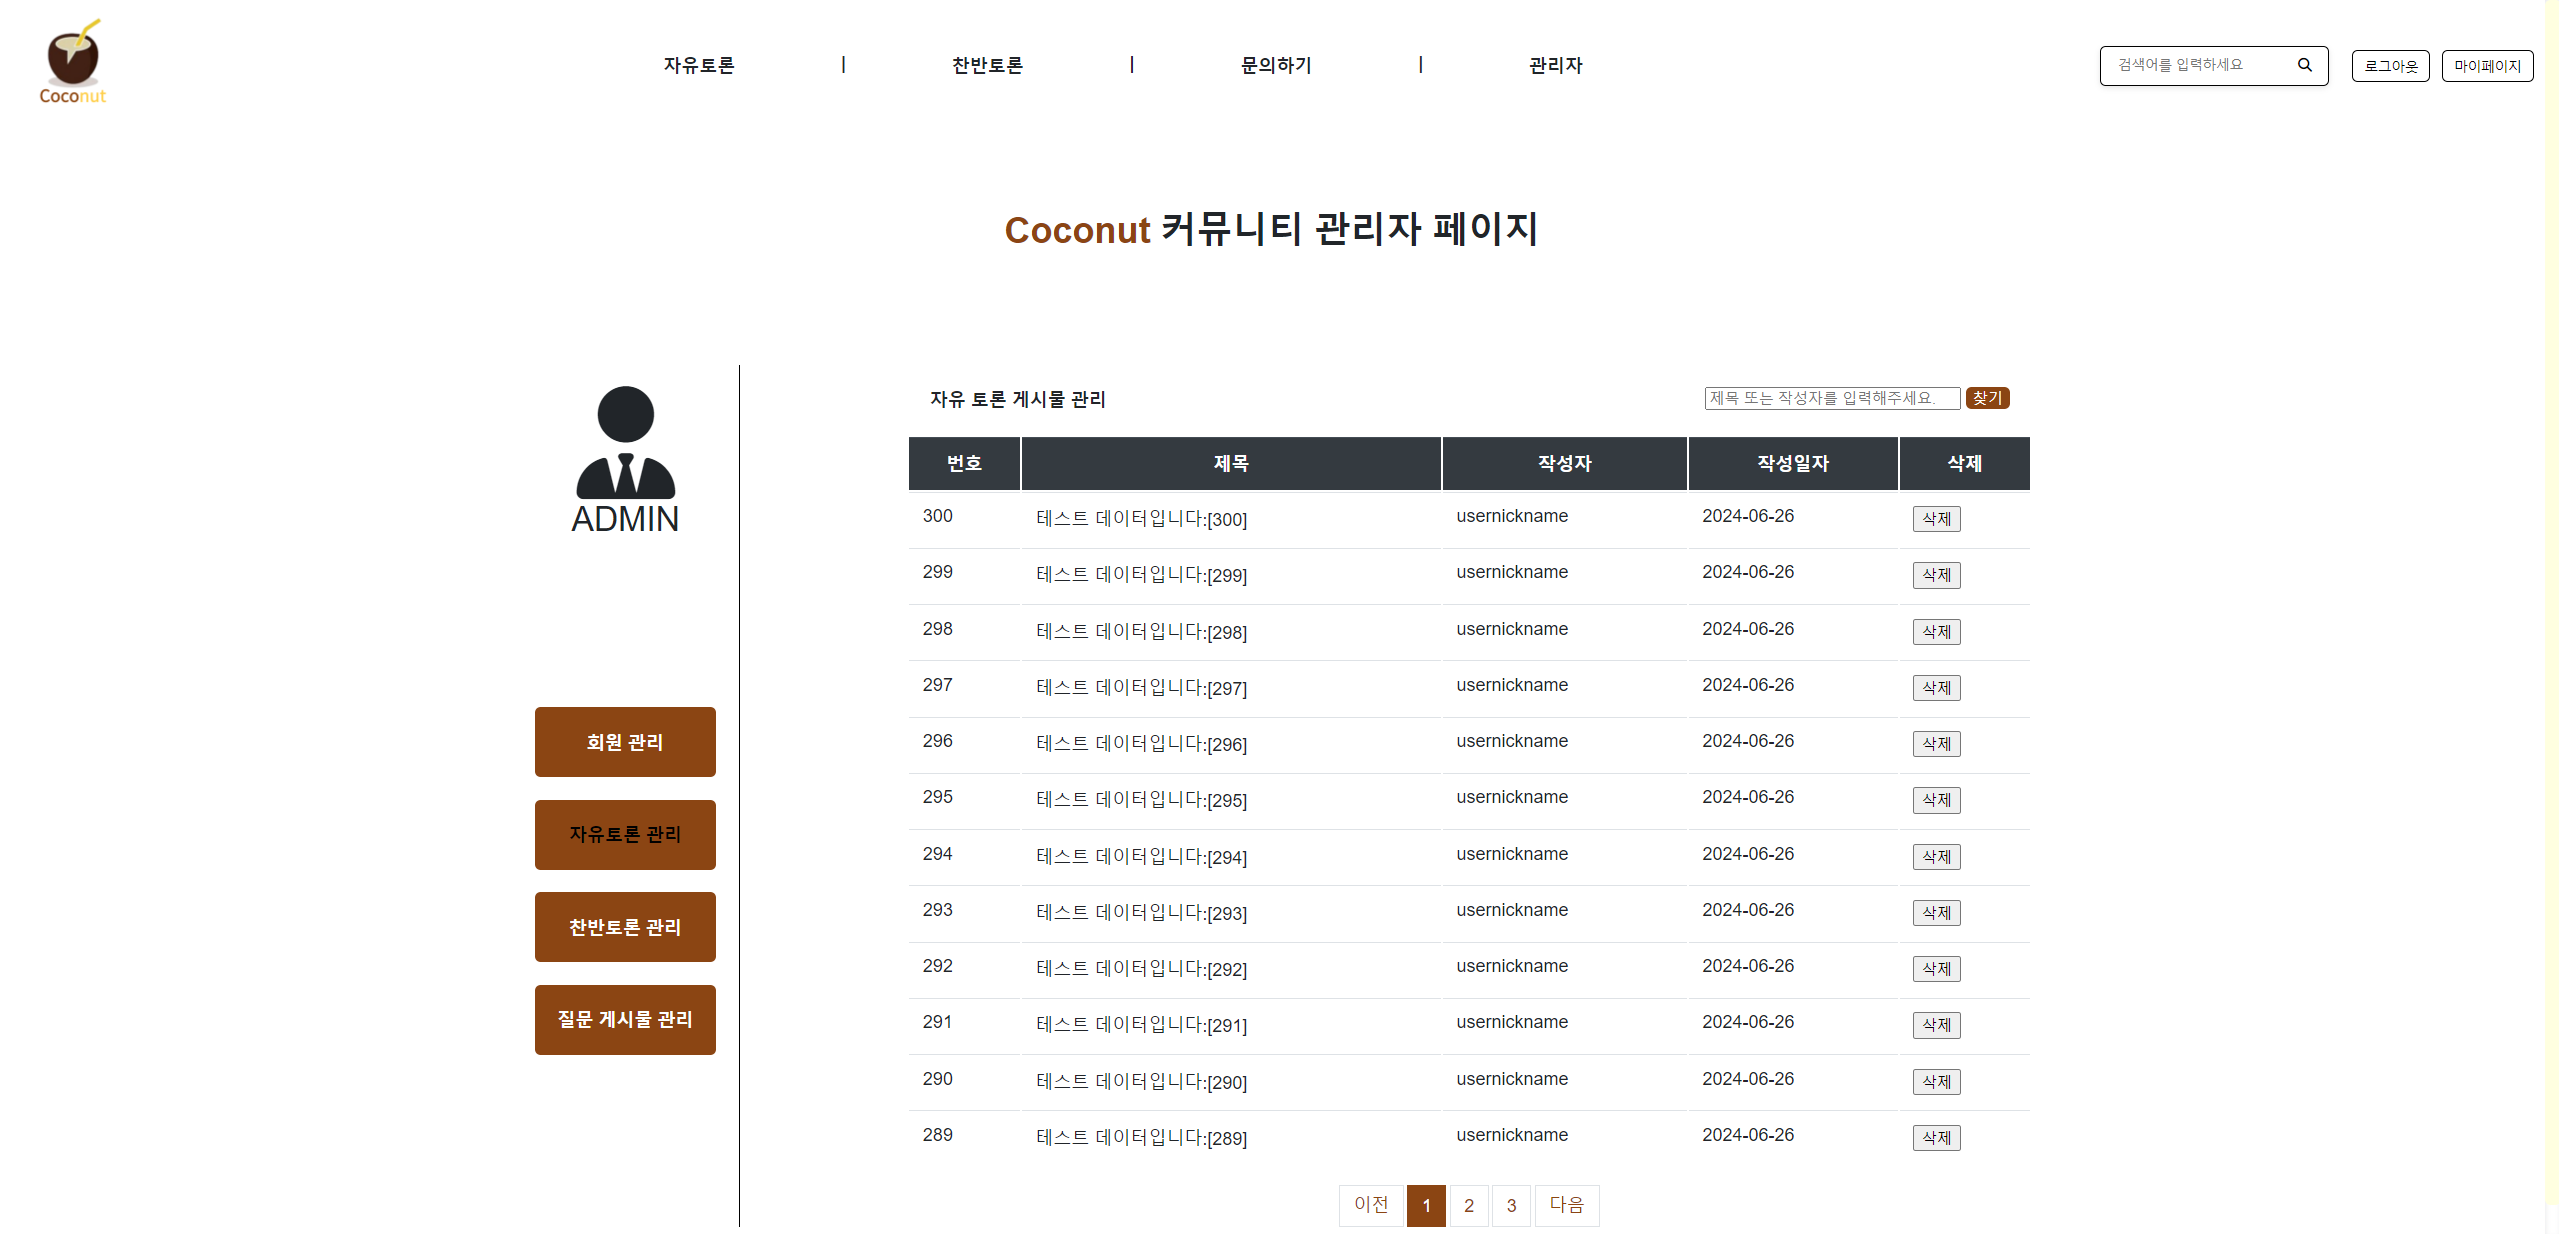 Coconut
자유토론 | 찬반토론 | 문의하기 | 관리자
검색어를 입력하세요
로그아웃 마이페이지
Coconut 커뮤니티 관리자 페이지
ADMIN
회원 관리
자유토론 관리
찬반토론 관리
질문 게시물 관리
자유 토론 게시물 관리
제목 또는 작성자를 입력해주세요. 찾기
번호 제목 작성자 작성일자 삭제
300 테스트 데이터입니다:[300] usernickname 2024-06-26 삭제
299 테스트 데이터입니다:[299] usernickname 2024-06-26 삭제
298 테스트 데이터입니다:[298] usernickname 2024-06-26 삭제
297 테스트 데이터입니다:[297] usernickname 2024-06-26 삭제
296 테스트 데이터입니다:[296] usernickname 2024-06-26 삭제
295 테스트 데이터입니다:[295] usernickname 2024-06-26 삭제
294 테스트 데이터입니다:[294] usernickname 2024-06-26 삭제
293 테스트 데이터입니다:[293] usernickname 2024-06-26 삭제
292 테스트 데이터입니다:[292] usernickname 2024-06-26 삭제
291 테스트 데이터입니다:[291] usernickname 2024-06-26 삭제
290 테스트 데이터입니다:[290] usernickname 2024-06-26 삭제
289 테스트 데이터입니다:[289] usernickname 2024-06-26 삭제
이전 1 2 3 다음